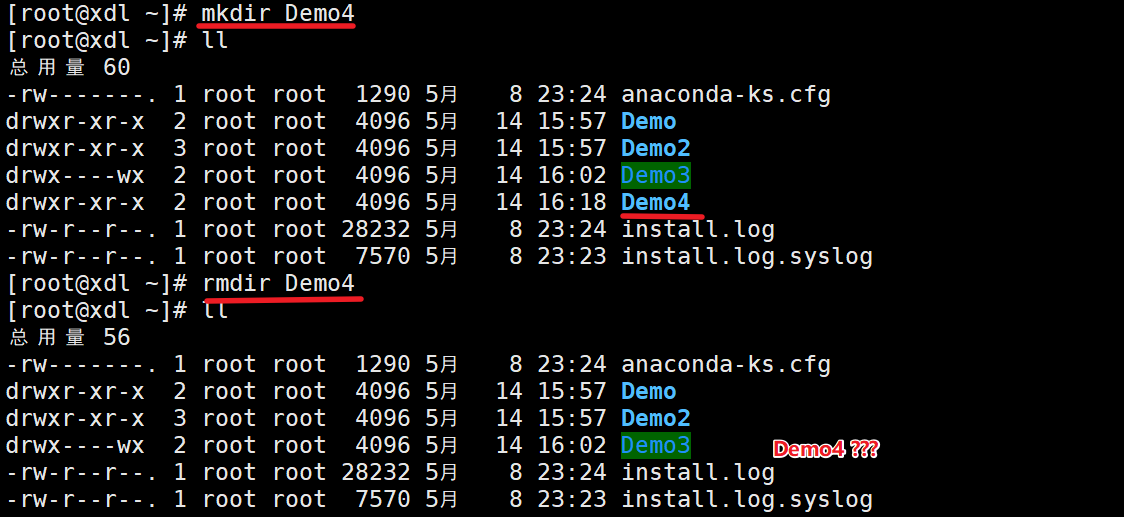 [root@xdl ~]# mkdir Demo4
[root@xdl ~]# ll
总用量 60
-rw-------. 1 root root  1290 5月   8 23:24 anaconda-ks.cfg
drwxr-xr-x  2 root root  4096 5月  14 15:57 Demo
drwxr-xr-x  3 root root  4096 5月  14 15:57 Demo2
drwx----wx  2 root root  4096 5月  14 16:02 Demo3
drwxr-xr-x  2 root root  4096 5月  14 16:18 Demo4
-rw-r--r--. 1 root root 28232 5月   8 23:24 install.log
-rw-r--r--. 1 root root  7570 5月   8 23:23 install.log.syslog
[root@xdl ~]# rmdir Demo4
[root@xdl ~]# ll
总用量 56
-rw-------. 1 root root  1290 5月   8 23:24 anaconda-ks.cfg
drwxr-xr-x  2 root root  4096 5月  14 15:57 Demo
drwxr-xr-x  3 root root  4096 5月  14 15:57 Demo2
drwx----wx  2 root root  4096 5月  14 16:02 Demo3 Demo4 ???
-rw-r--r--. 1 root root 28232 5月   8 23:24 install.log
-rw-r--r--. 1 root root  7570 5月   8 23:23 install.log.syslog